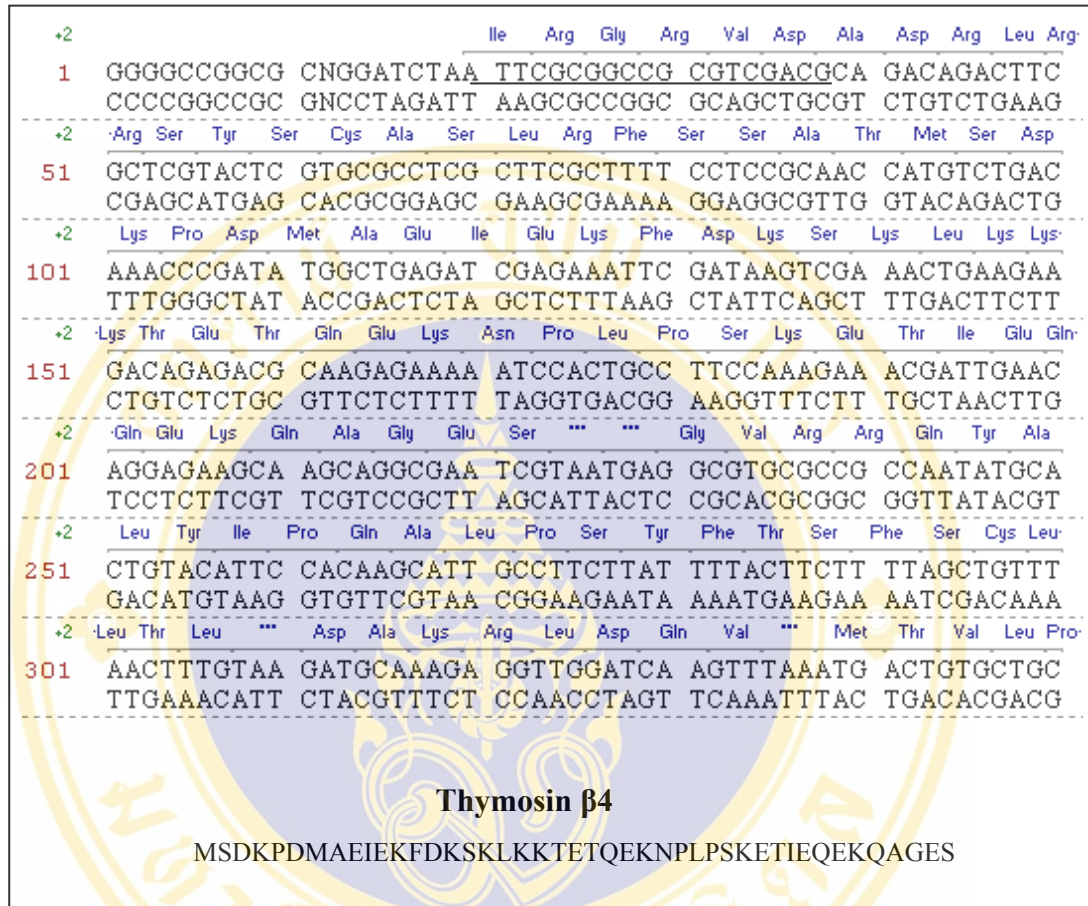 +2 Ile Arg Gly Arg Val Asp Ala Asp Arg Leu Arg·
1 GGGGCCGGCG CNGGATCTAA TTCGCGGCCG CGTCGACGCA GACAGACTTC
CCCCGGCCGC GNCCTAGATT AAGCGCCGGC GCAGCTGCGT CTGTCTGAAG
+2 ·Arg Ser Tyr Ser Cys Ala Ser Leu Arg Phe Ser Ser Ala Thr Met Ser Asp
51 GCTCGTACTC GTGCGCCTCG CTTCGCTTTT CCTCCGCAAC CATGTCTGAC
CGAGCATGAG CACGCGGAGC GAAGCGAAAA GGAGGCGTTG GTACAGACTG
+2 Lys Pro Asp Met Ala Glu Ile Glu Lys Phe Asp Lys Ser Lys Leu Lys Lys·
101 AAACCCGATA TGGCTGAGAT CGAGAAATTC GATAAGTCGA AACTGAAGAA
TTTGGGCTAT ACCGACTCTA GCTCTTTAAG CTATTCAGCT TTGACTTCTT
+2 ·Lys Thr Glu Thr Gln Glu Lys Asn Pro Leu Pro Ser Lys Glu Thr Ile Glu Gln·
151 GACAGAGACG CAAGAGAAAA ATCCACTGCC TTCCAAAGAA ACGATTGAAC
CTGTCTCTGC GTTCTCTTTT TAGGTGACGG AAGGTTTCTT TGCTAACTTG
+2 ·Gln Glu Lys Gln Ala Gly Glu Ser ··· ··· Gly Val Arg Arg Gln Tyr Ala
201 AGGAGAAGCA AGCAGGCGAA TCGTAATGAG GCGTGCGCCG CCAATATGCA
TCCTCTTCGT TCGTCCGCTT AGCATTACTC CGCACGCGGC GGTTATACGT
+2 Leu Tyr Ile Pro Gln Ala Leu Pro Ser Tyr Phe Thr Ser Phe Ser Cys Leu·
251 CTGTACATTC CACAAGCATT GCCTTCTTAT TTTACTTCTT TTAGCTGTTT
GACATGTAAG GTGTTCGTAA CGGAAGAATA AAATGAAGAA AATCGACAAA
+2 ·Leu Thr Leu ··· Asp Ala Lys Arg Leu Asp Gln Val ··· Met Thr Val Leu Pro·
301 AACTTTGTAA GATGCAAAGA GGTTGGATCA AGTTTAAATG ACTGTGCTGC
TTGAAACATT CTACGTTTCT CCAACCTAGT TCAAATTTAC TGACACGACG
Thymosin β4
MSDKPDMAEIEKFDKSKLKKTETQEKNPLPSKETIEQEKQAGES